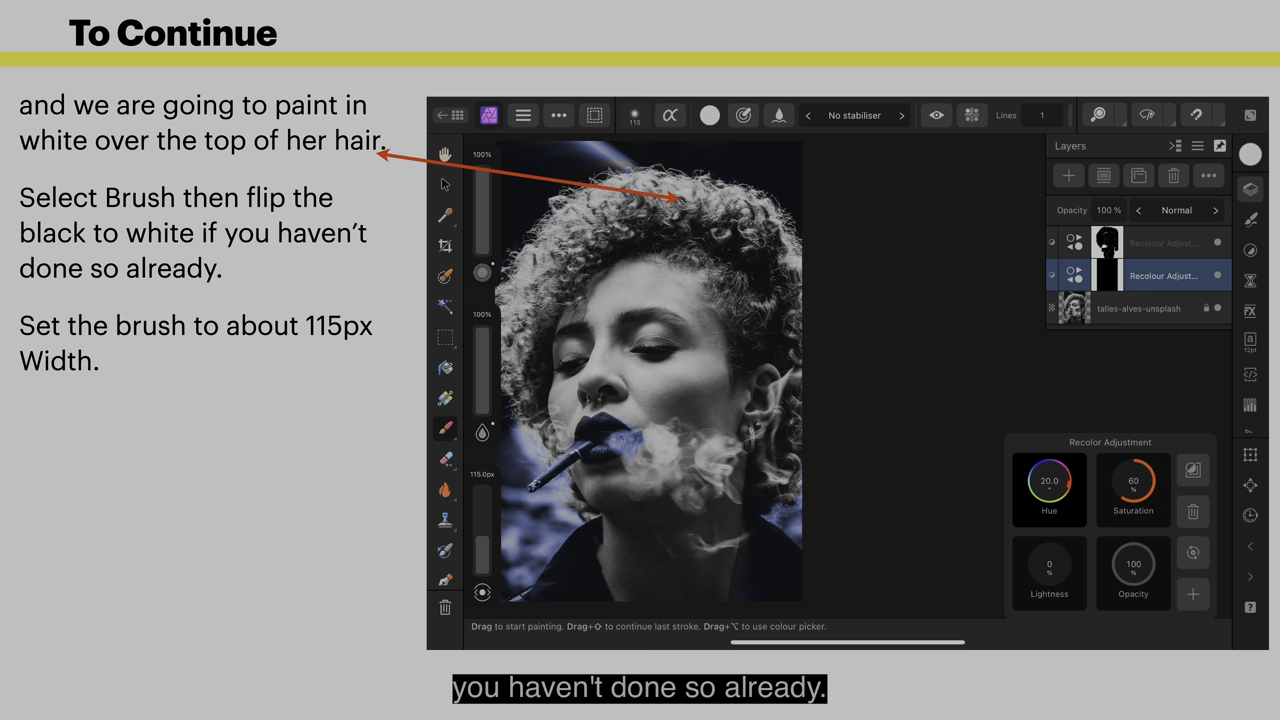 To Continue
and we are going to paint in
white over the top of her hair.
Select Brush then flip the
black to white if you haven't
done so already.
Set the brush to about 115px
Width.
115
No stabiliser
Lines 1
100%
100%
115.0px
Layers
Opacity 100 % Normal
Recolour Adjust...
Recolour Adjust...
talles-alves-unsplash
FX
a
12pt
Recolor Adjustment
20.0
°
Hue
60
%
Saturation
0
%
Lightness
100
%
Opacity
Drag to start painting. Drag+⇧ to continue last stroke. Drag+⌥ to use colour picker.
?
you haven't done so already.